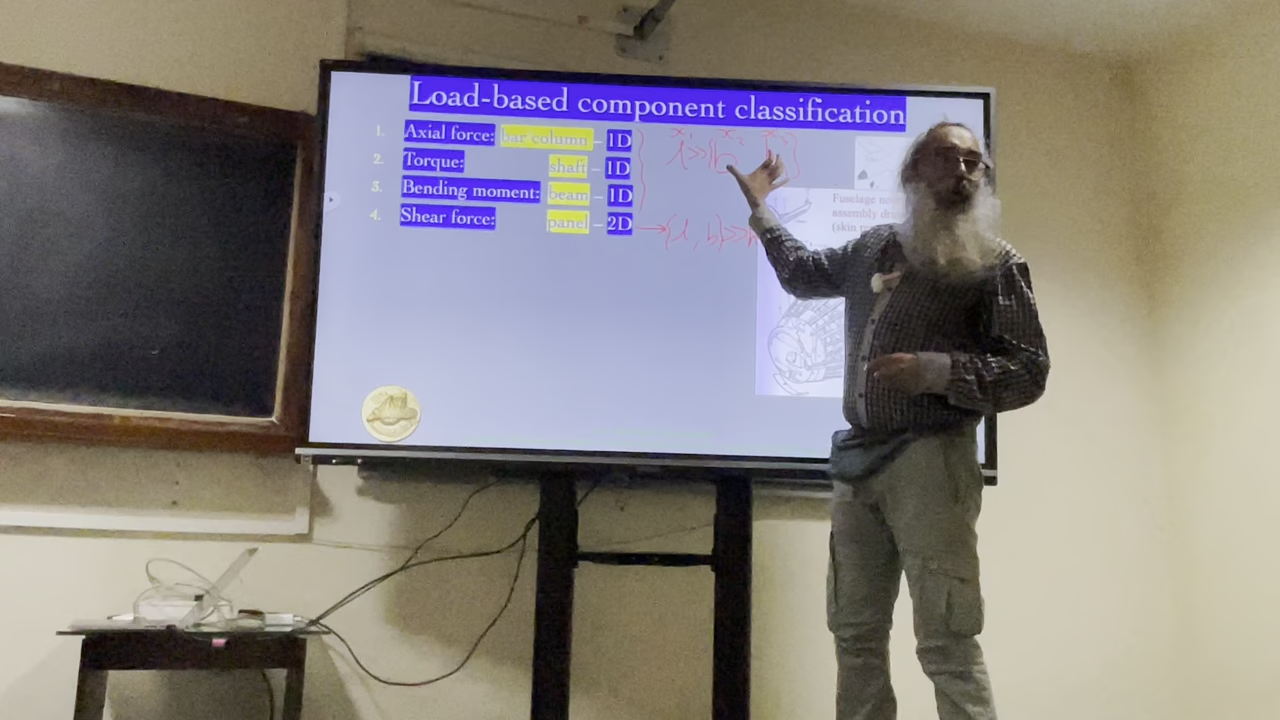 Load-based component classification
1. Axial force: bar column – 1D
2. Torque: shaft – 1D
3. Bending moment: beam – 1D
4. Shear force: panel – 2D
l >> {b
→ (l, b) >> h
Fuselage
assembly
(skin